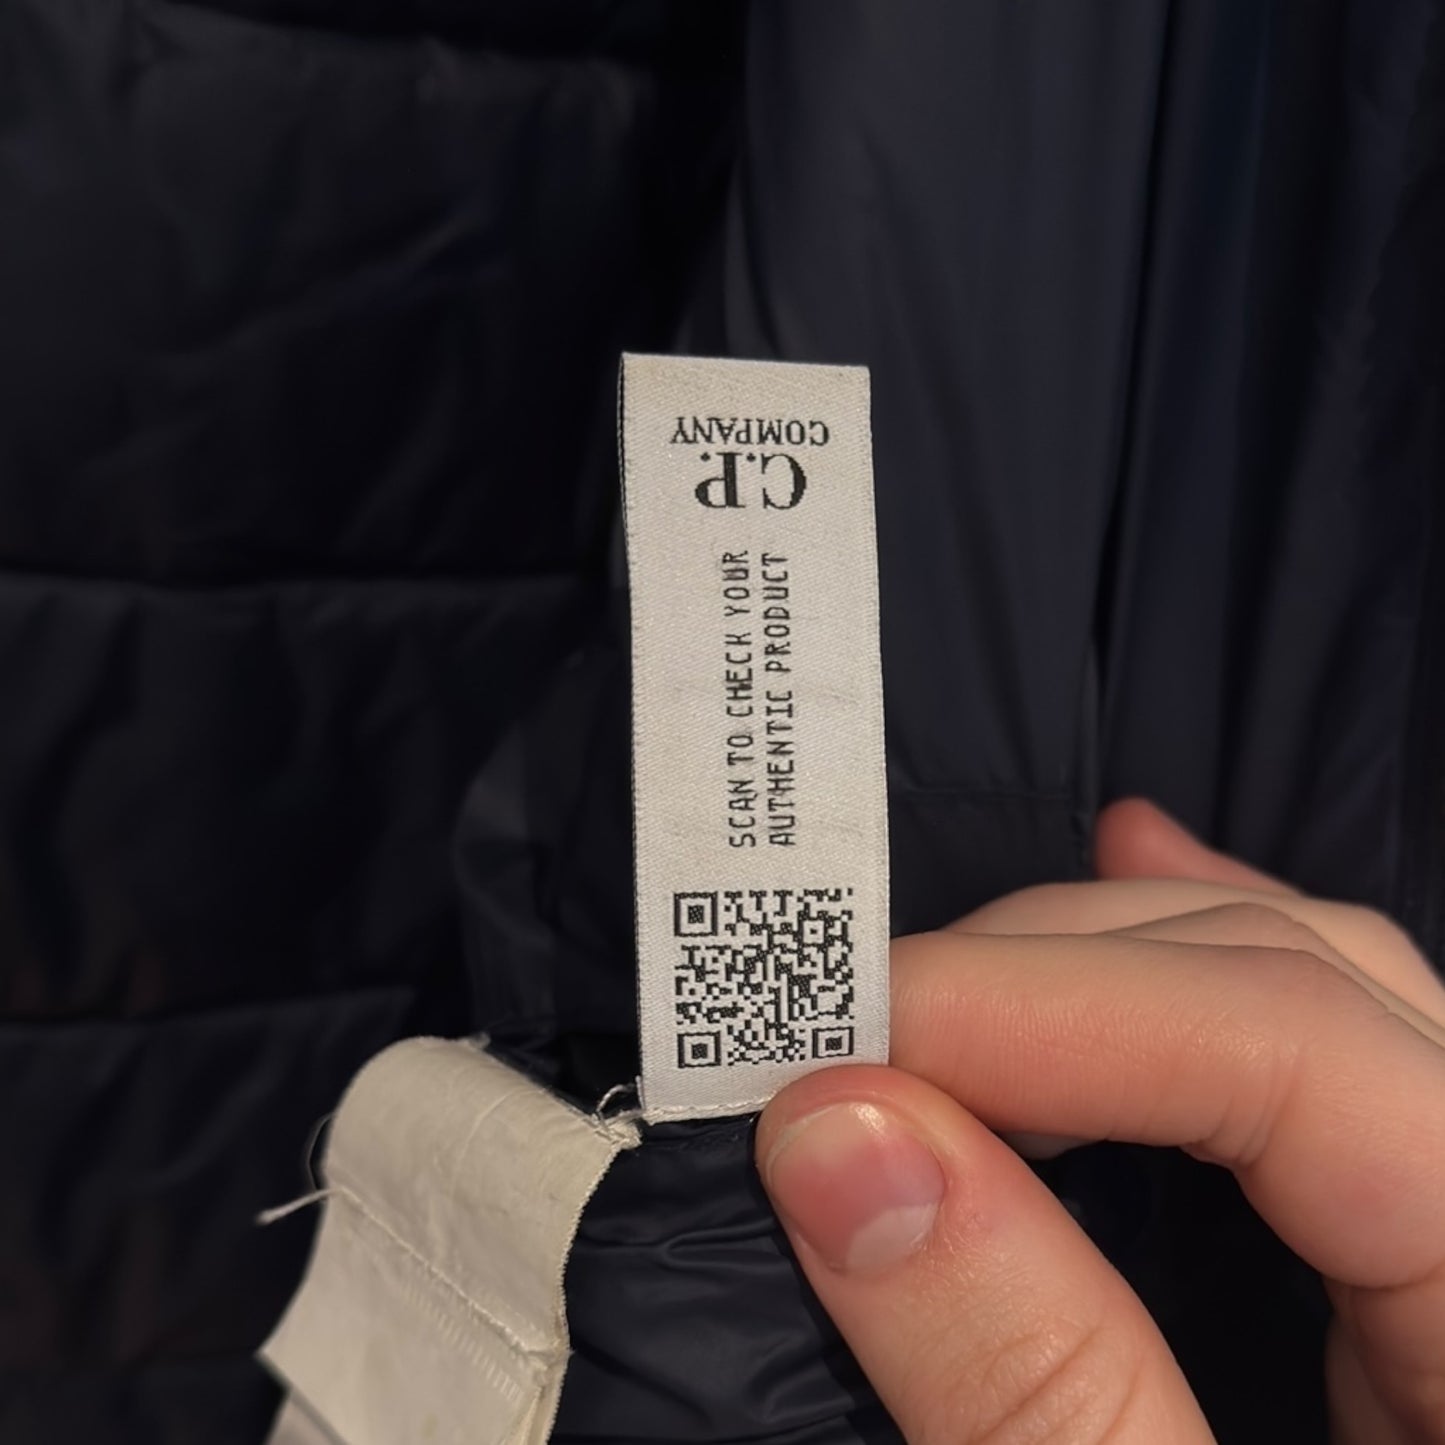 C.P.
COMPANY
SCAN TO CHECK YOUR
AUTHENTIC PRODUCT